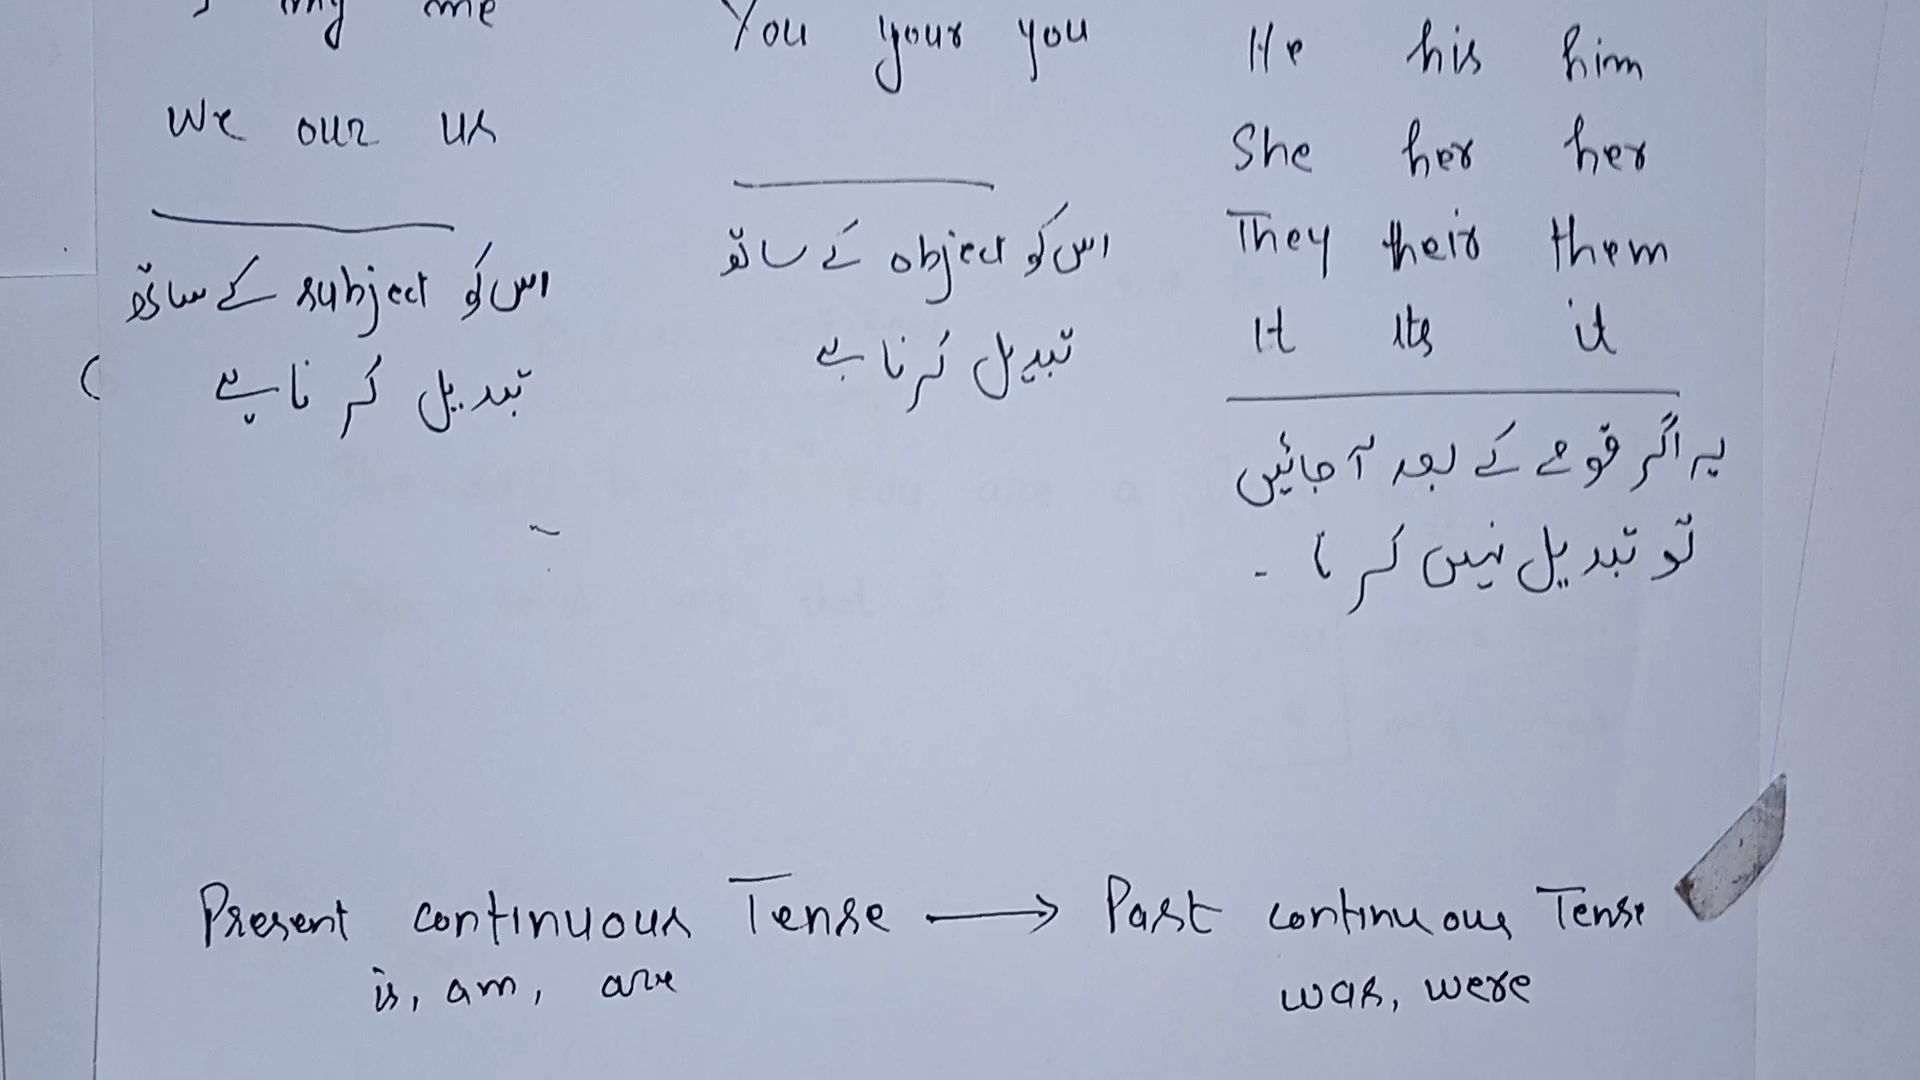 my me
We our us
اس کو subject کے ساتھ
تبدیل کرنا ہے
You your you
اس کو object کے ساتھ
تبدیل کرنا ہے
He his him
She her her
They their them
It Its it
یہ اگر قومے کے بعد آ جائیں
تو تبدیل نہیں کرنا ۔
Present continuous Tense → Past continuous Tense
is, am, are was, were